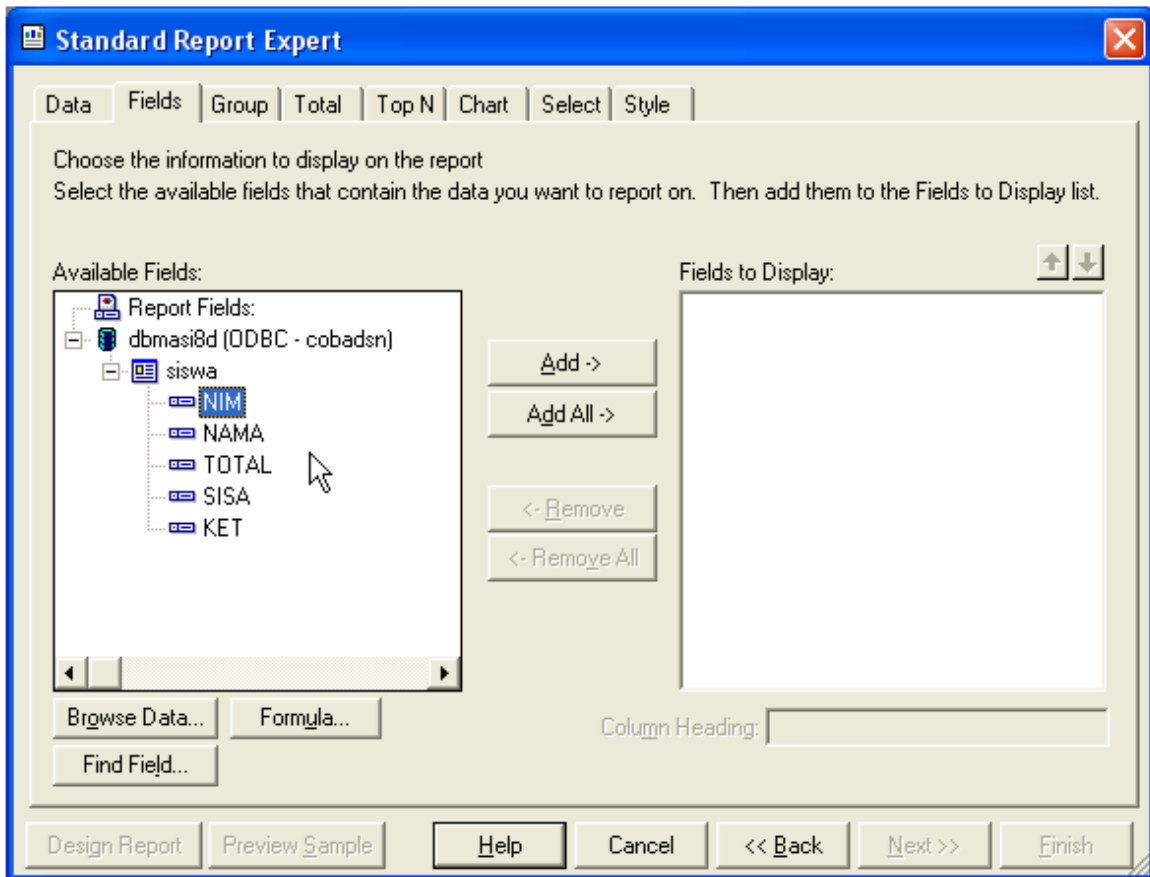 Standard Report Expert
Data Fields Group Total Top N Chart Select Style
Choose the information to display on the report
Select the available fields that contain the data you want to report on. Then add them to the Fields to Display list.
Available Fields:
Fields to Display:
Report Fields:
dbmasi8d (ODBC - cobadsn)
siswa
NIM
NAMA
TOTAL
SISA
KET
Add ->
Add All ->
<- Remove
<- Remove All
Browse Data...
Formula...
Find Field...
Column Heading:
Design Report
Preview Sample
Help
Cancel
<< Back
Next >>
Finish